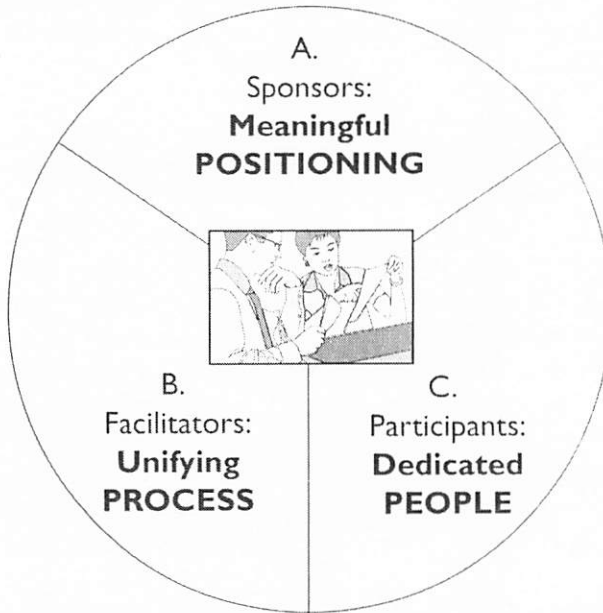 A.
Sponsors:
Meaningful
POSITIONING
B.
Facilitators:
Unifying
PROCESS
C.
Participants:
Dedicated
PEOPLE